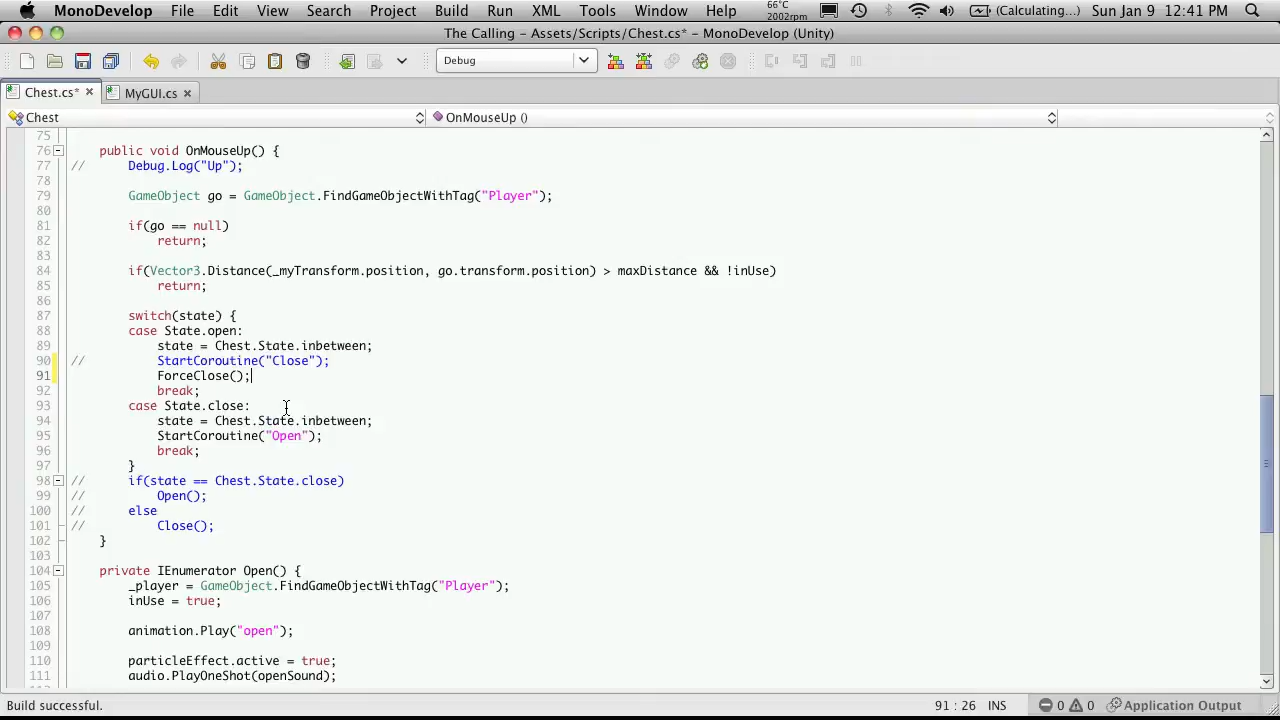 MonoDevelop File Edit View Search Project Build Run XML Tools Window Help 66°C 2002rpm (Calculating...) Sun Jan 9 12:41 PM
The Calling - Assets/Scripts/Chest.cs* - MonoDevelop (Unity)
Debug
Chest.cs* MyGUI.cs
Chest OnMouseUp ()
75
76 public void OnMouseUp() {
77 // Debug.Log("Up");
78
79 GameObject go = GameObject.FindGameObjectWithTag("Player");
80
81 if(go == null)
82 return;
83
84 if(Vector3.Distance(_myTransform.position, go.transform.position) > maxDistance && !inUse)
85 return;
86
87 switch(state) {
88 case State.open:
89 state = Chest.State.inbetween;
90 // StartCoroutine("Close");
91 ForceClose();
92 break;
93 case State.close:
94 state = Chest.State.inbetween;
95 StartCoroutine("Open");
96 break;
97 }
98 // if(state == Chest.State.close)
99 // Open();
100 // else
101 // Close();
102 }
103
104 private IEnumerator Open() {
105 _player = GameObject.FindGameObjectWithTag("Player");
106 inUse = true;
107
108 animation.Play("open");
109
110 particleEffect.active = true;
111 audio.PlayOneShot(openSound);
Build successful. 91 : 26 INS 0 0 Application Output